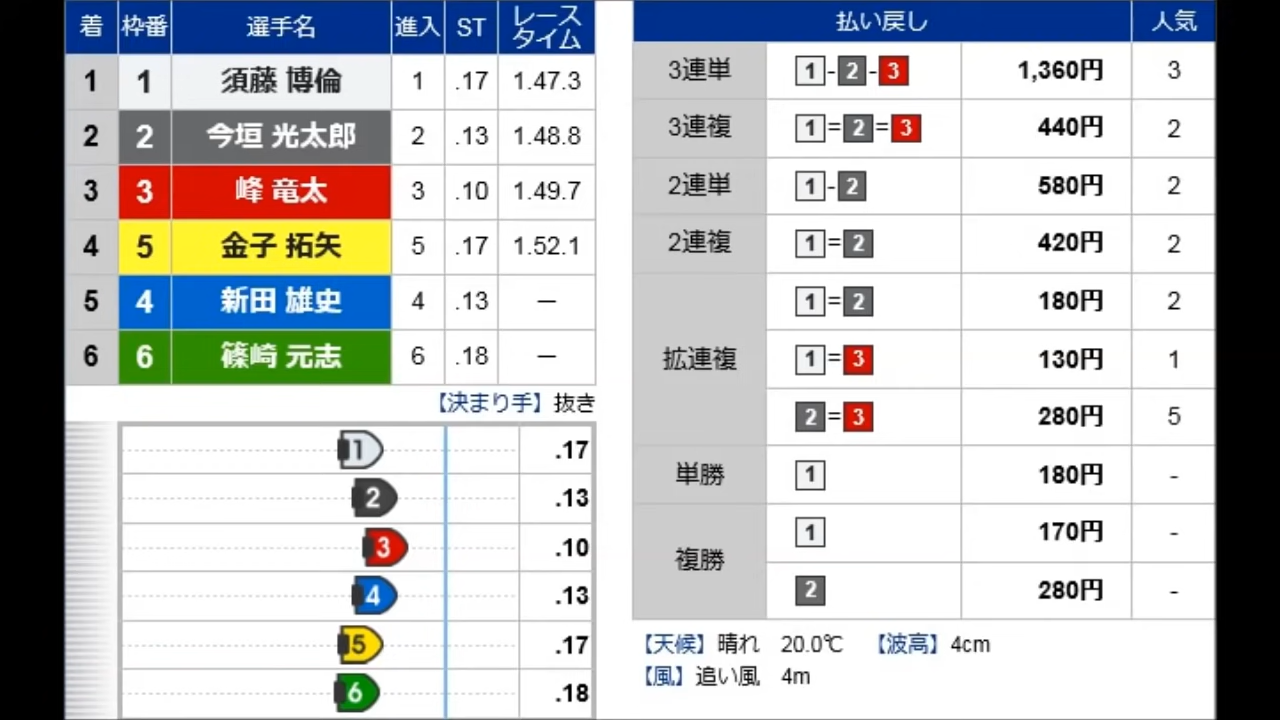 着 枠番 選手名 進入 ST レースタイム
1 1 須藤 博倫 1 .17 1.47.3
2 2 今垣 光太郎 2 .13 1.48.8
3 3 峰 竜太 3 .10 1.49.7
4 5 金子 拓矢 5 .17 1.52.1
5 4 新田 雄史 4 .13 —
6 6 篠崎 元志 6 .18 —
【決まり手】抜き
1 .17
2 .13
3 .10
4 .13
5 .17
6 .18
払い戻し 人気
3連単 1-2-3 1,360円 3
3連複 1=2=3 440円 2
2連単 1-2 580円 2
2連複 1=2 420円 2
拡連複 1=2 180円 2
1=3 130円 1
2=3 280円 5
単勝 1 180円 -
複勝 1 170円 -
2 280円 -
【天候】晴れ 20.0℃ 【波高】4cm
【風】追い風 4m